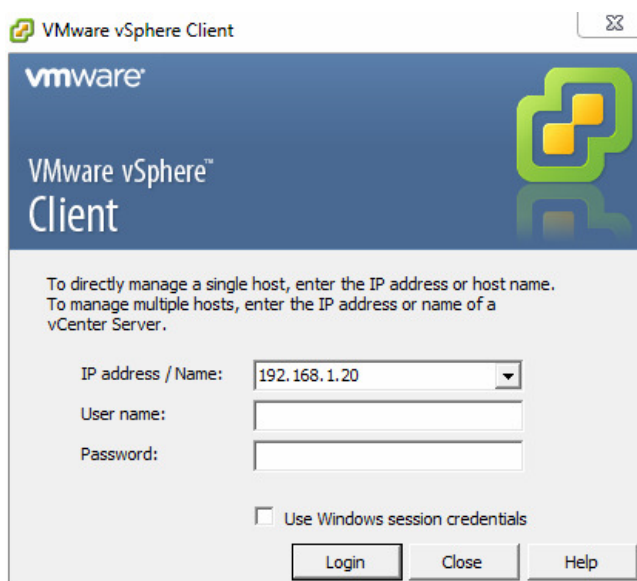 VMware vSphere Client
vmware®
VMware vSphere™
Client
To directly manage a single host, enter the IP address or host name.
To manage multiple hosts, enter the IP address or name of a
vCenter Server.
IP address / Name: 192.168.1.20
User name:
Password:
Use Windows session credentials
Login Close Help